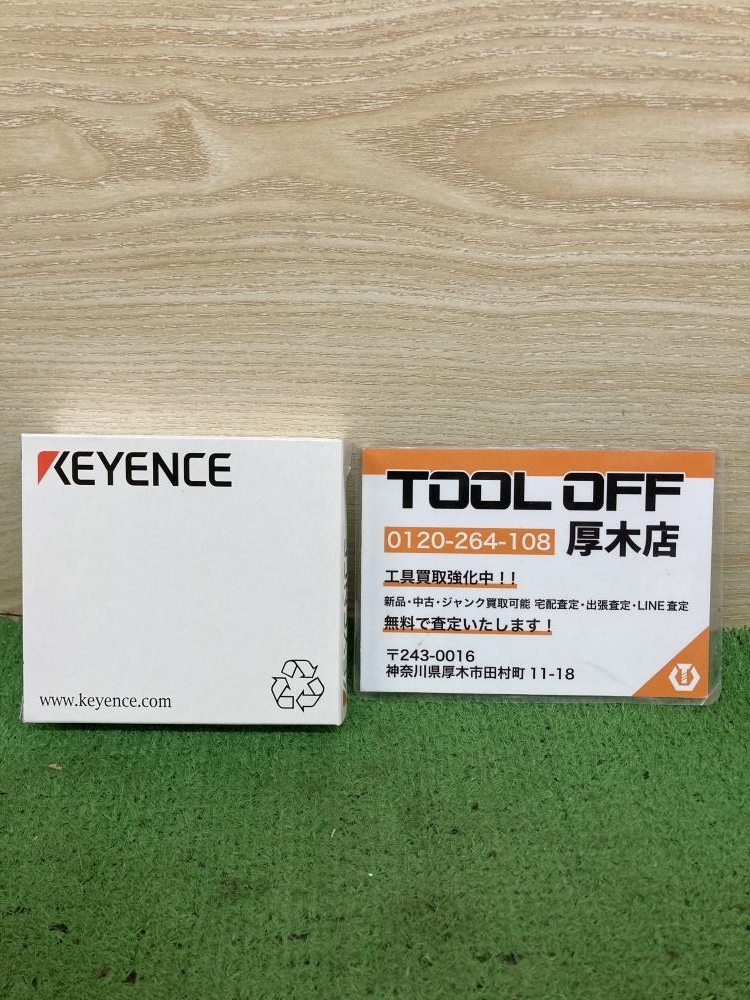 KEYENCE
www.keyence.com
KEYENCE
TOOL OFF
0120-264-108 厚木店
工具買取強化中！！
新品・中古・ジャンク買取可能 宅配査定・出張査定・LINE査定
無料で査定いたします！
〒243-0016
神奈川県厚木市田村町 11-18